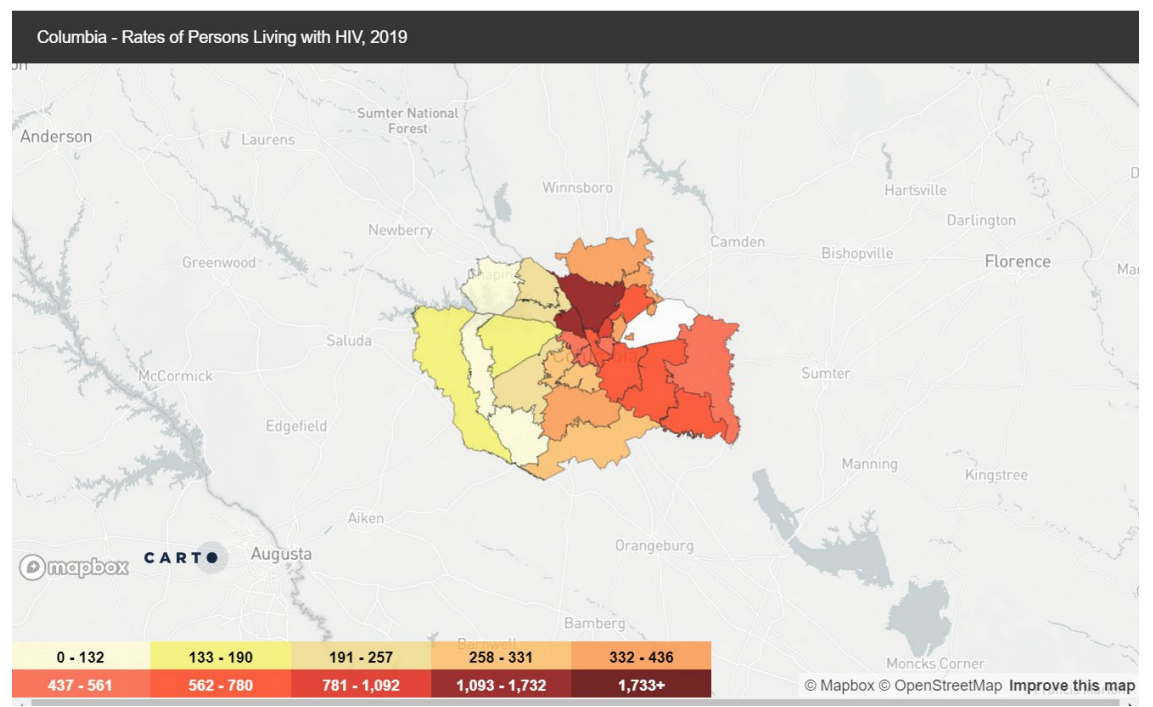 Columbia - Rates of Persons Living with HIV, 2019
Sumter National
Forest
Anderson
Laurens
Winnsboro
Hartsville
Darlington
Newberry
Camden
Bishopville
Florence
Greenwood
Chapin
Saluda
Columbia
McCormick
Sumter
Edgefield
Manning
Kingstree
Aiken
Orangeburg
mapbox
CARTO
Augusta
Bamberg
Barnwell
Moncks Corner
0 - 132 133 - 190 191 - 257 258 - 331 332 - 436
437 - 561 562 - 780 781 - 1,092 1,093 - 1,732 1,733+
© Mapbox © OpenStreetMap Improve this map